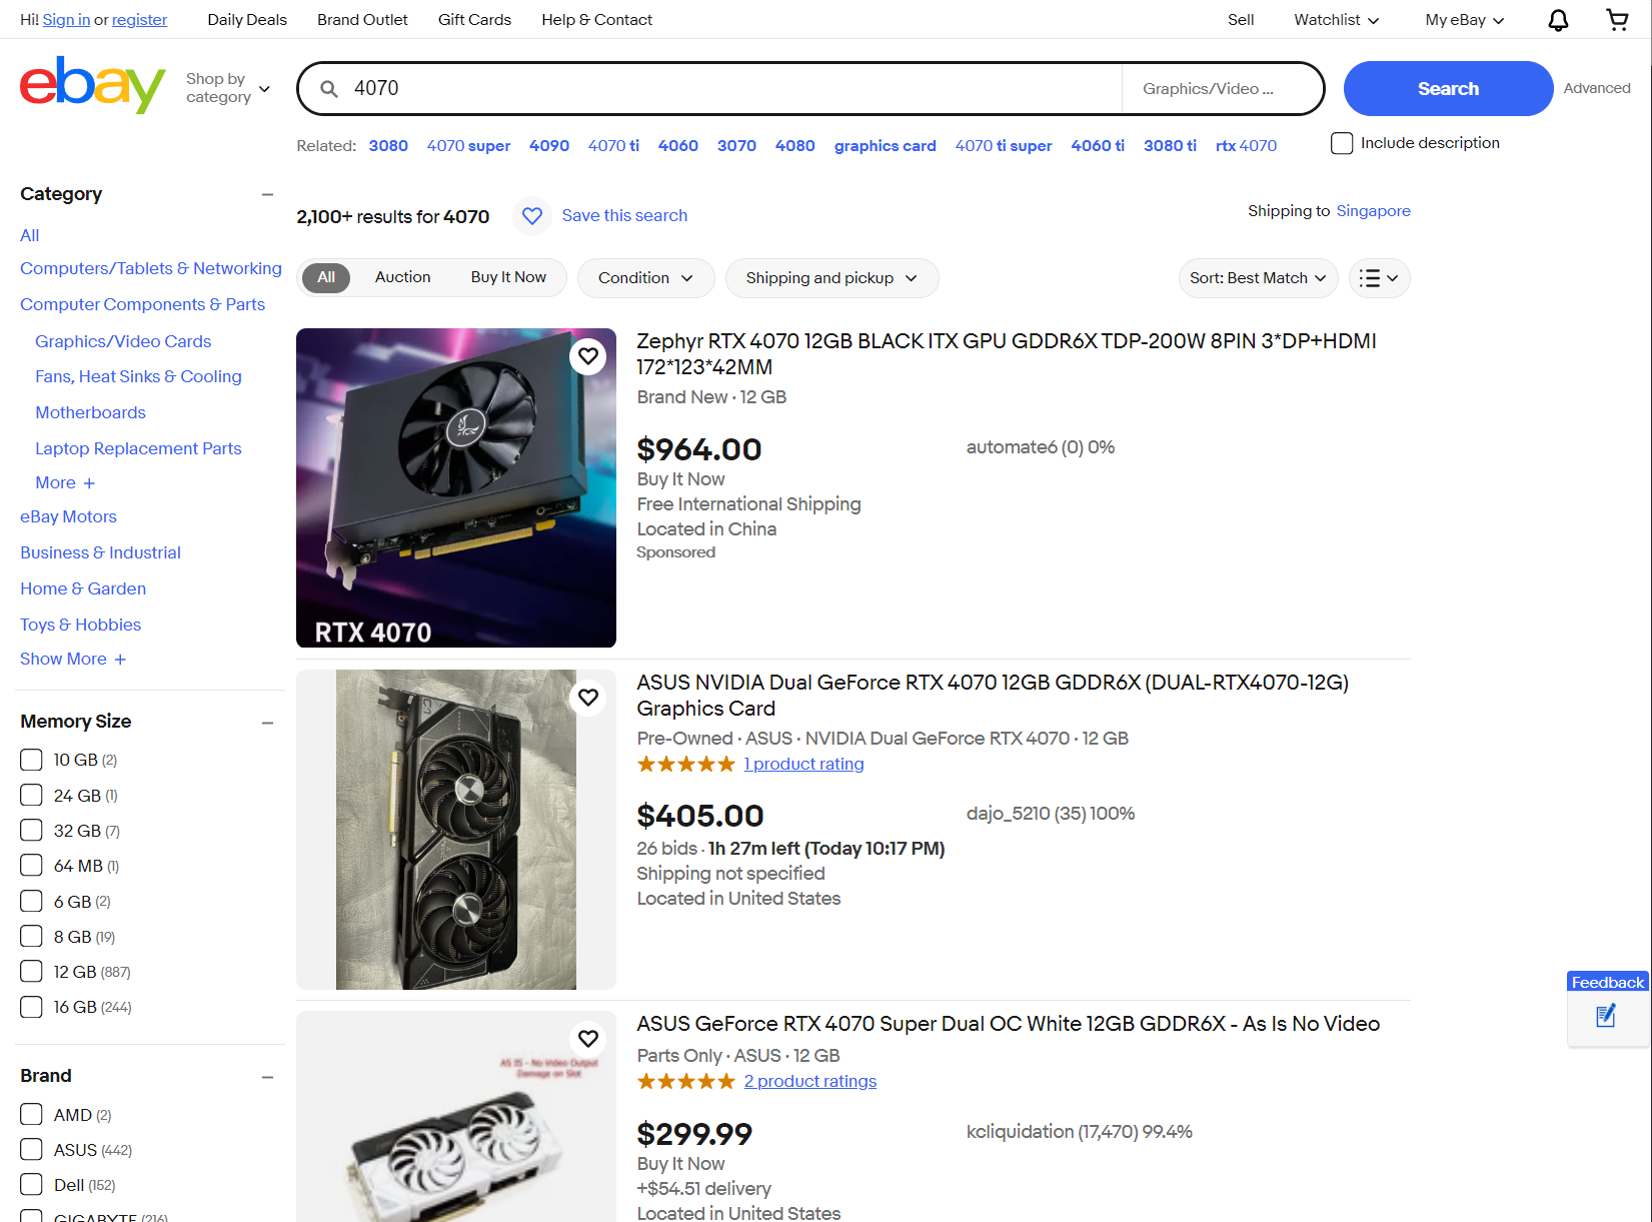 Hi! Sign in or register
Daily Deals
Brand Outlet
Gift Cards
Help & Contact
Sell
Watchlist
My eBay
ebay
Shop by
category
4070
Graphics/Video ...
Search
Advanced
Related: 3080 4070 super 4090 4070 ti 4060 3070 4080 graphics card 4070 ti super 4060 ti 3080 ti rtx 4070
Include description
Category
All
Computers/Tablets & Networking
Computer Components & Parts
Graphics/Video Cards
Fans, Heat Sinks & Cooling
Motherboards
Laptop Replacement Parts
More +
eBay Motors
Business & Industrial
Home & Garden
Toys & Hobbies
Show More +
Memory Size
10 GB (2)
24 GB (1)
32 GB (7)
64 MB (1)
6 GB (2)
8 GB (19)
12 GB (887)
16 GB (244)
Brand
AMD (2)
ASUS (442)
Dell (152)
GIGABYTE (216)
2,100+ results for 4070
Save this search
Shipping to Singapore
All
Auction
Buy It Now
Condition
Shipping and pickup
Sort: Best Match
RTX 4070
Zephyr RTX 4070 12GB BLACK ITX GPU GDDR6X TDP-200W 8PIN 3*DP+HDMI
172*123*42MM
Brand New · 12 GB
$964.00
automate6 (0) 0%
Buy It Now
Free International Shipping
Located in China
Sponsored
ASUS NVIDIA Dual GeForce RTX 4070 12GB GDDR6X (DUAL-RTX4070-12G)
Graphics Card
Pre-Owned · ASUS · NVIDIA Dual GeForce RTX 4070 · 12 GB
1 product rating
$405.00
dajo_5210 (35) 100%
26 bids · 1h 27m left (Today 10:17 PM)
Shipping not specified
Located in United States
AS IS - No Video Output
Damage on Slot
ASUS GeForce RTX 4070 Super Dual OC White 12GB GDDR6X - As Is No Video
Parts Only · ASUS · 12 GB
2 product ratings
$299.99
kcliquidation (17,470) 99.4%
Buy It Now
+$54.51 delivery
Located in United States
Feedback